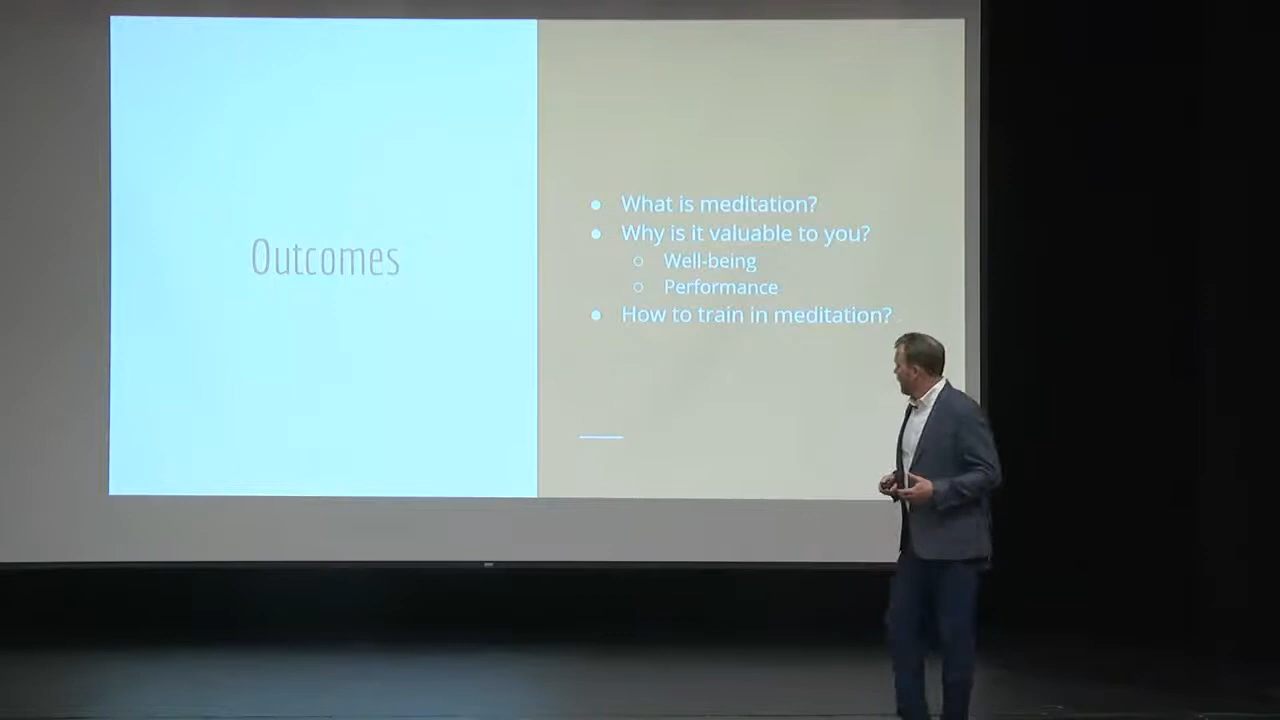 Outcomes
● What is meditation?
● Why is it valuable to you?
○ Well-being
○ Performance
● How to train in meditation?